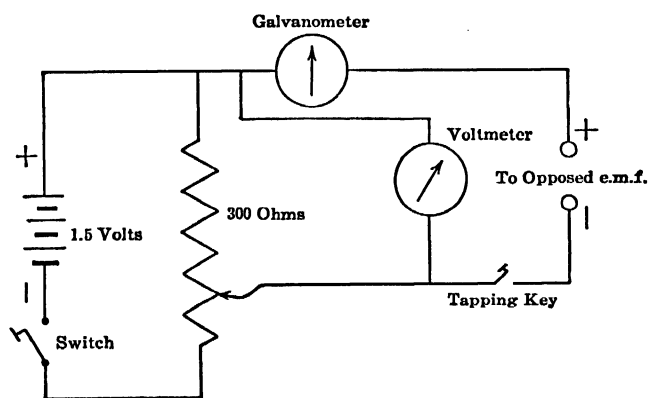 Galvanometer
Voltmeter
+
+
To Opposed e.m.f.
300 Ohms
1.5 Volts
Tapping Key
Switch